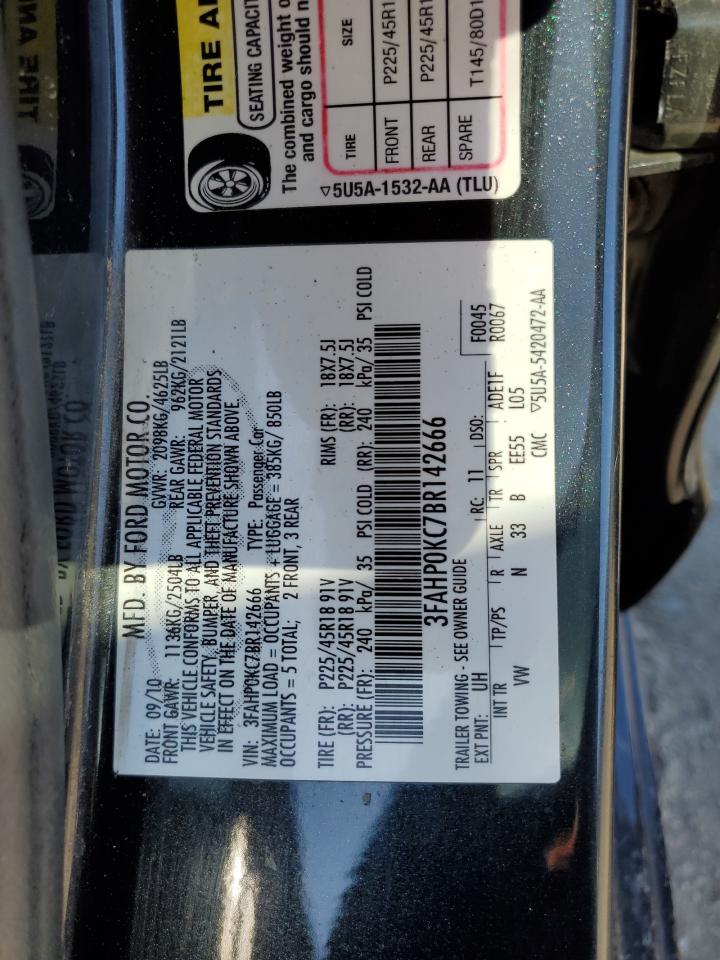 MFD. BY FORD MOTOR CO.
DATE: 09/10 GVWR: 2098KG/4625LB
FRONT GAWR: 1136KG/2504LB REAR GAWR: 962KG/2121LB
THIS VEHICLE CONFORMS TO ALL APPLICABLE FEDERAL MOTOR
VEHICLE SAFETY, BUMPER, AND THEFT PREVENTION STANDARDS
IN EFFECT ON THE DATE OF MANUFACTURE SHOWN ABOVE.
VIN: 3FAHP0KC7BR142666 TYPE: Passenger Car
MAXIMUM LOAD = OCCUPANTS + LUGGAGE = 385KG/ 850LB
OCCUPANTS = 5 TOTAL; 2 FRONT, 3 REAR
TIRE (FR): P225/45R18 91V RIMS (FR): 18X7.5J
(RR): P225/45R18 91V (RR): 18X7.5J
PRESSURE (FR): 240 kPa/ 35 PSI COLD (RR): 240 kPa/ 35 PSI COLD
3FAHP0KC7BR142666
TRAILER TOWING - SEE OWNER GUIDE
EXT PNT: UH RC: 11 DSO: F0045
INT TR TP/PS R AXLE TR SPR ADE1F R0067
VW N 33 B EE55 L05
CMC ▽5U5A-5420472-AA
TIRE A
SEATING CAPACIT
The combined weight o
and cargo should n
TIRE SIZE
FRONT P225/45R1
REAR P225/45R1
SPARE T145/80D1
▽5U5A-1532-AA (TLU)